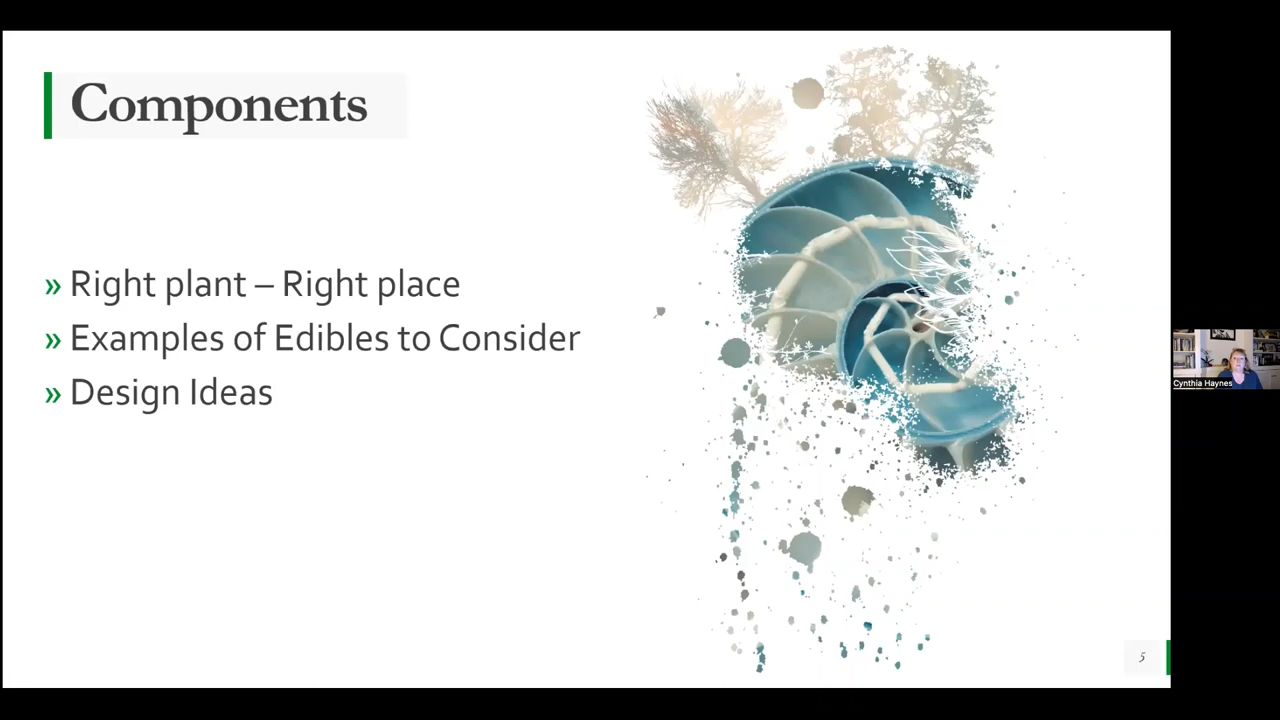 Components
» Right plant – Right place
» Examples of Edibles to Consider
» Design Ideas
5
Cynthia Haynes